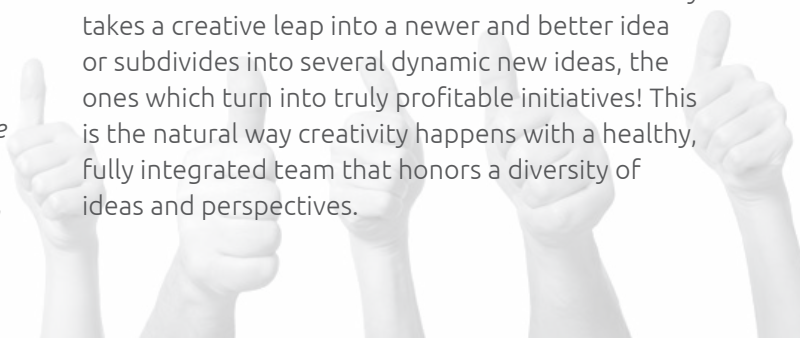 takes a creative leap into a newer and better idea
or subdivides into several dynamic new ideas, the
ones which turn into truly profitable initiatives! This
is the natural way creativity happens with a healthy,
fully integrated team that honors a diversity of
ideas and perspectives.